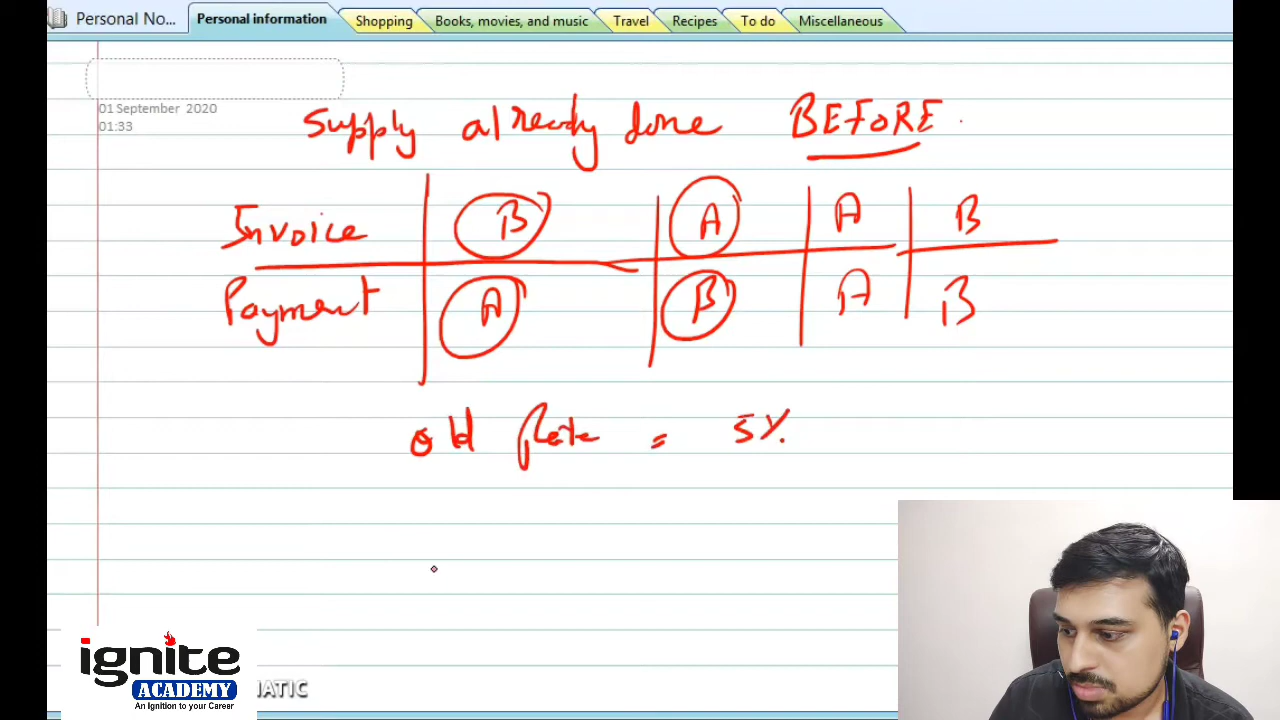 Personal No... Personal information Shopping Books, movies, and music Travel Recipes To do Miscellaneous
01 September 2020
01:33
Supply already done BEFORE
Invoice B A A B
Payment A B A B
old Rate = 5%
ignite
ACADEMY
An Ignition to your Career
MATIC